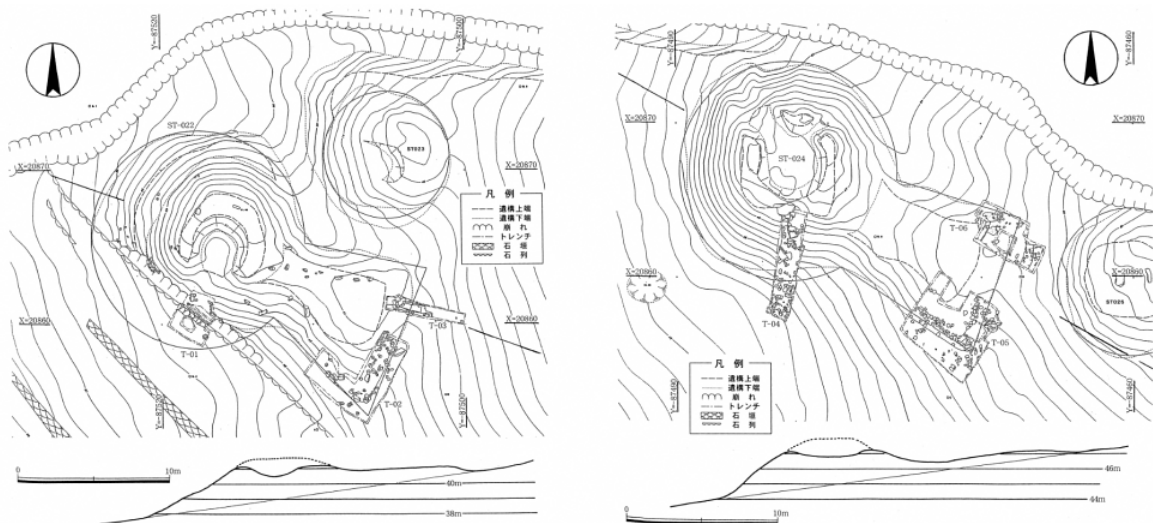 Y=-87520
Y=-87500
ST-022
ST023
X=20870
X=20870
凡 例
遺構上端
遺構下端
崩 れ
トレンチ
石 垣
石 列
X=20860
X=20860
T-01
T-02
T-03
Y=-87520
Y=-87500
0
10m
40m
38m
Y=-87490
Y=-87460
X=20870
X=20870
ST-024
T-06
X=20860
X=20860
ST025
T-04
T-05
凡 例
遺構上端
遺構下端
崩 れ
トレンチ
石 垣
石 列
Y=-87490
Y=-87460
46m
44m
0
10m